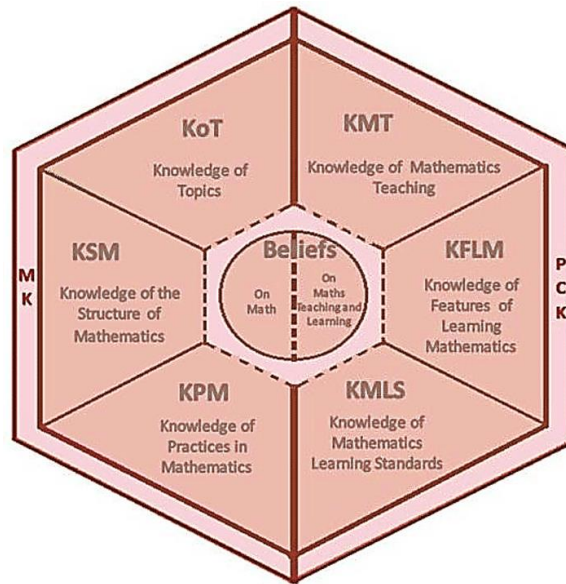 KoT
Knowledge of
Topics
KMT
Knowledge of Mathematics
Teaching
KSM
Knowledge of the
Structure of
Mathematics
Beliefs
On
Math
On
Maths
Teaching and
Learning
KFLM
Knowledge of
Features of
Learning
Mathematics
M
K
P
C
K
KPM
Knowledge of
Practices in
Mathematics
KMLS
Knowledge of
Mathematics
Learning Standards